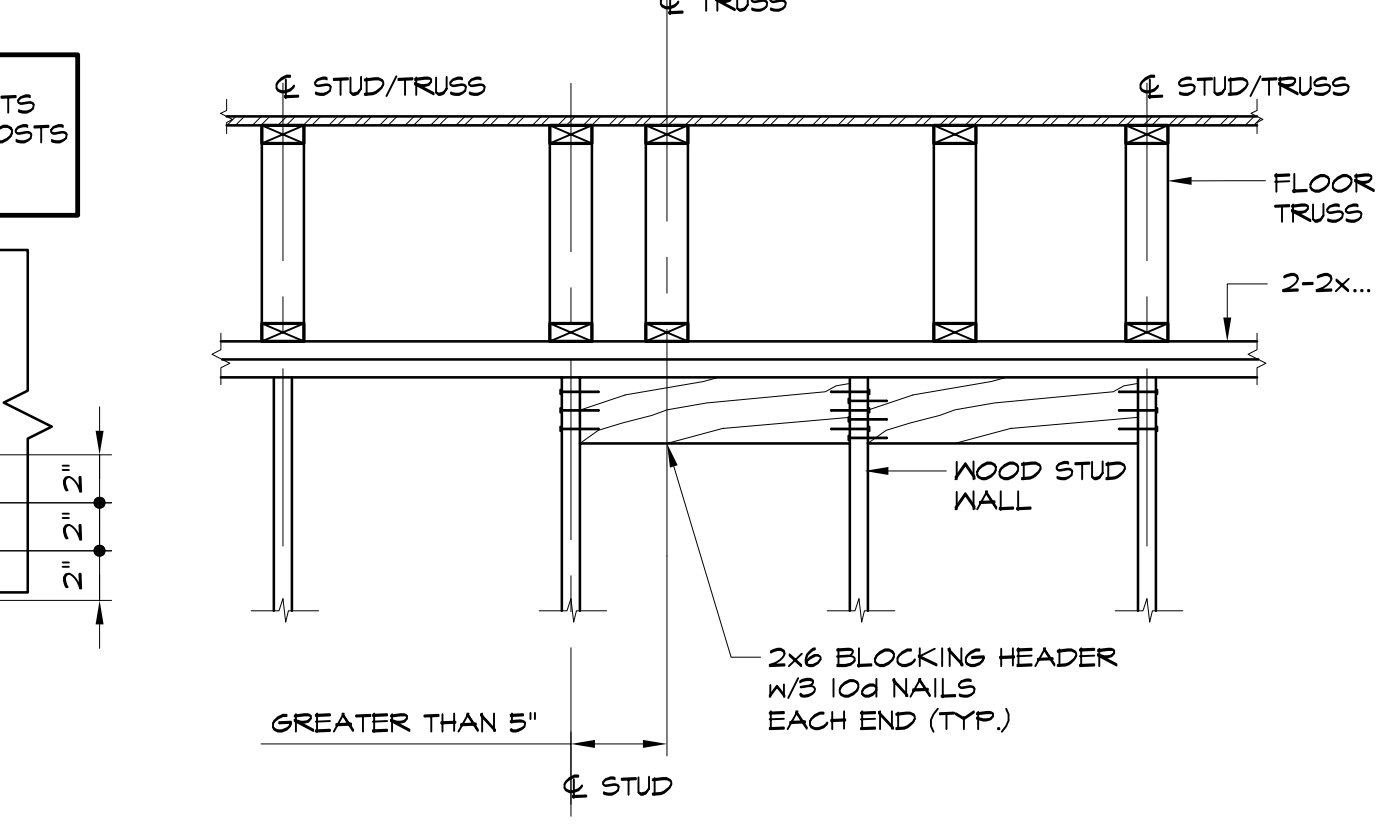 ℄ TRUSS
TS
OSTS
℄ STUD/TRUSS
℄ STUD/TRUSS
FLOOR
TRUSS
2-2x...
2"
2"
2"
WOOD STUD
WALL
2x6 BLOCKING HEADER
w/3 10d NAILS
EACH END (TYP.)
GREATER THAN 5"
℄ STUD